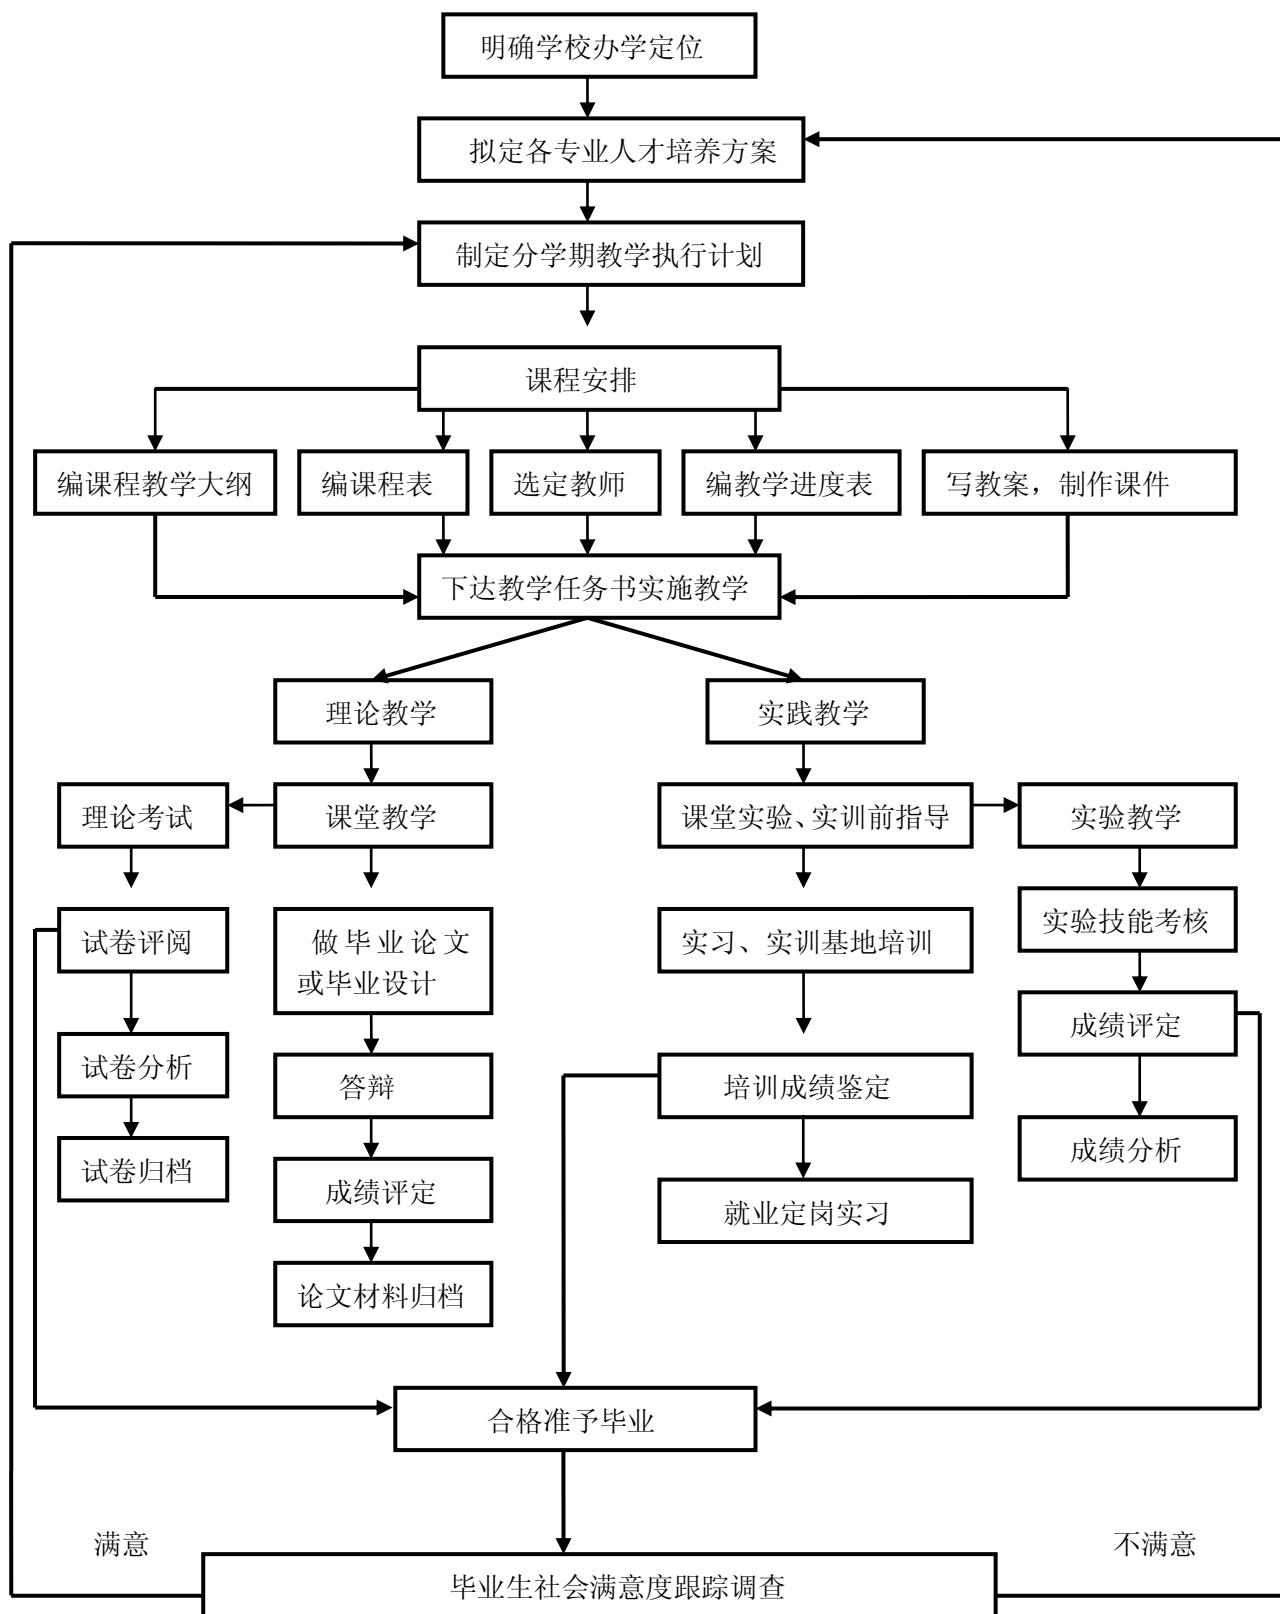 明确学校办学定位
拟定各专业人才培养方案
制定分学期教学执行计划
课程安排
编课程教学大纲
编课程表
选定教师
编教学进度表
写教案，制作课件
下达教学任务书实施教学
理论教学
实践教学
理论考试
课堂教学
课堂实验、实训前指导
实验教学
试卷评阅
做毕业论文
或毕业设计
实习、实训基地培训
实验技能考核
成绩评定
试卷分析
答辩
培训成绩鉴定
成绩分析
试卷归档
成绩评定
就业定岗实习
论文材料归档
合格准予毕业
满意
不满意
毕业生社会满意度跟踪调查